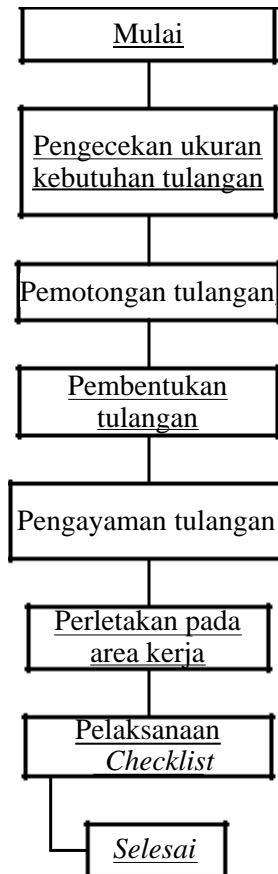 Mulai
Pengecekan ukuran
kebutuhan tulangan
Pemotongan tulangan
Pembentukan
tulangan
Pengayaman tulangan
Perletakan pada
area kerja
Pelaksanaan
Checklist
Selesai